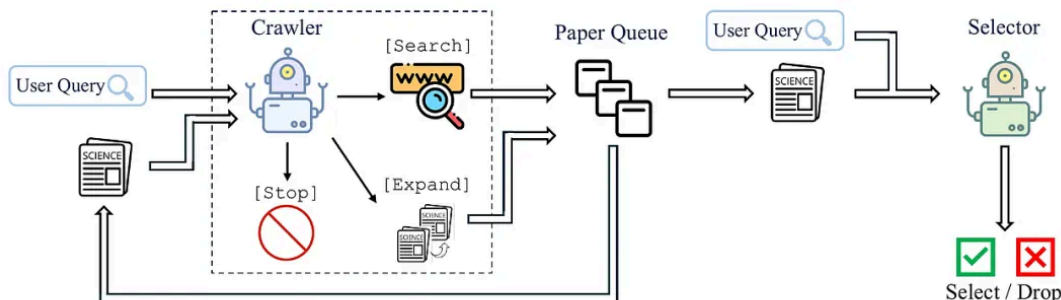 Crawler
[Search]
WWW
Paper Queue
User Query
Selector
User Query
SCIENCE
SCIENCE
[Stop]
[Expand]
SCIENCE
SCIENCE
Select / Drop